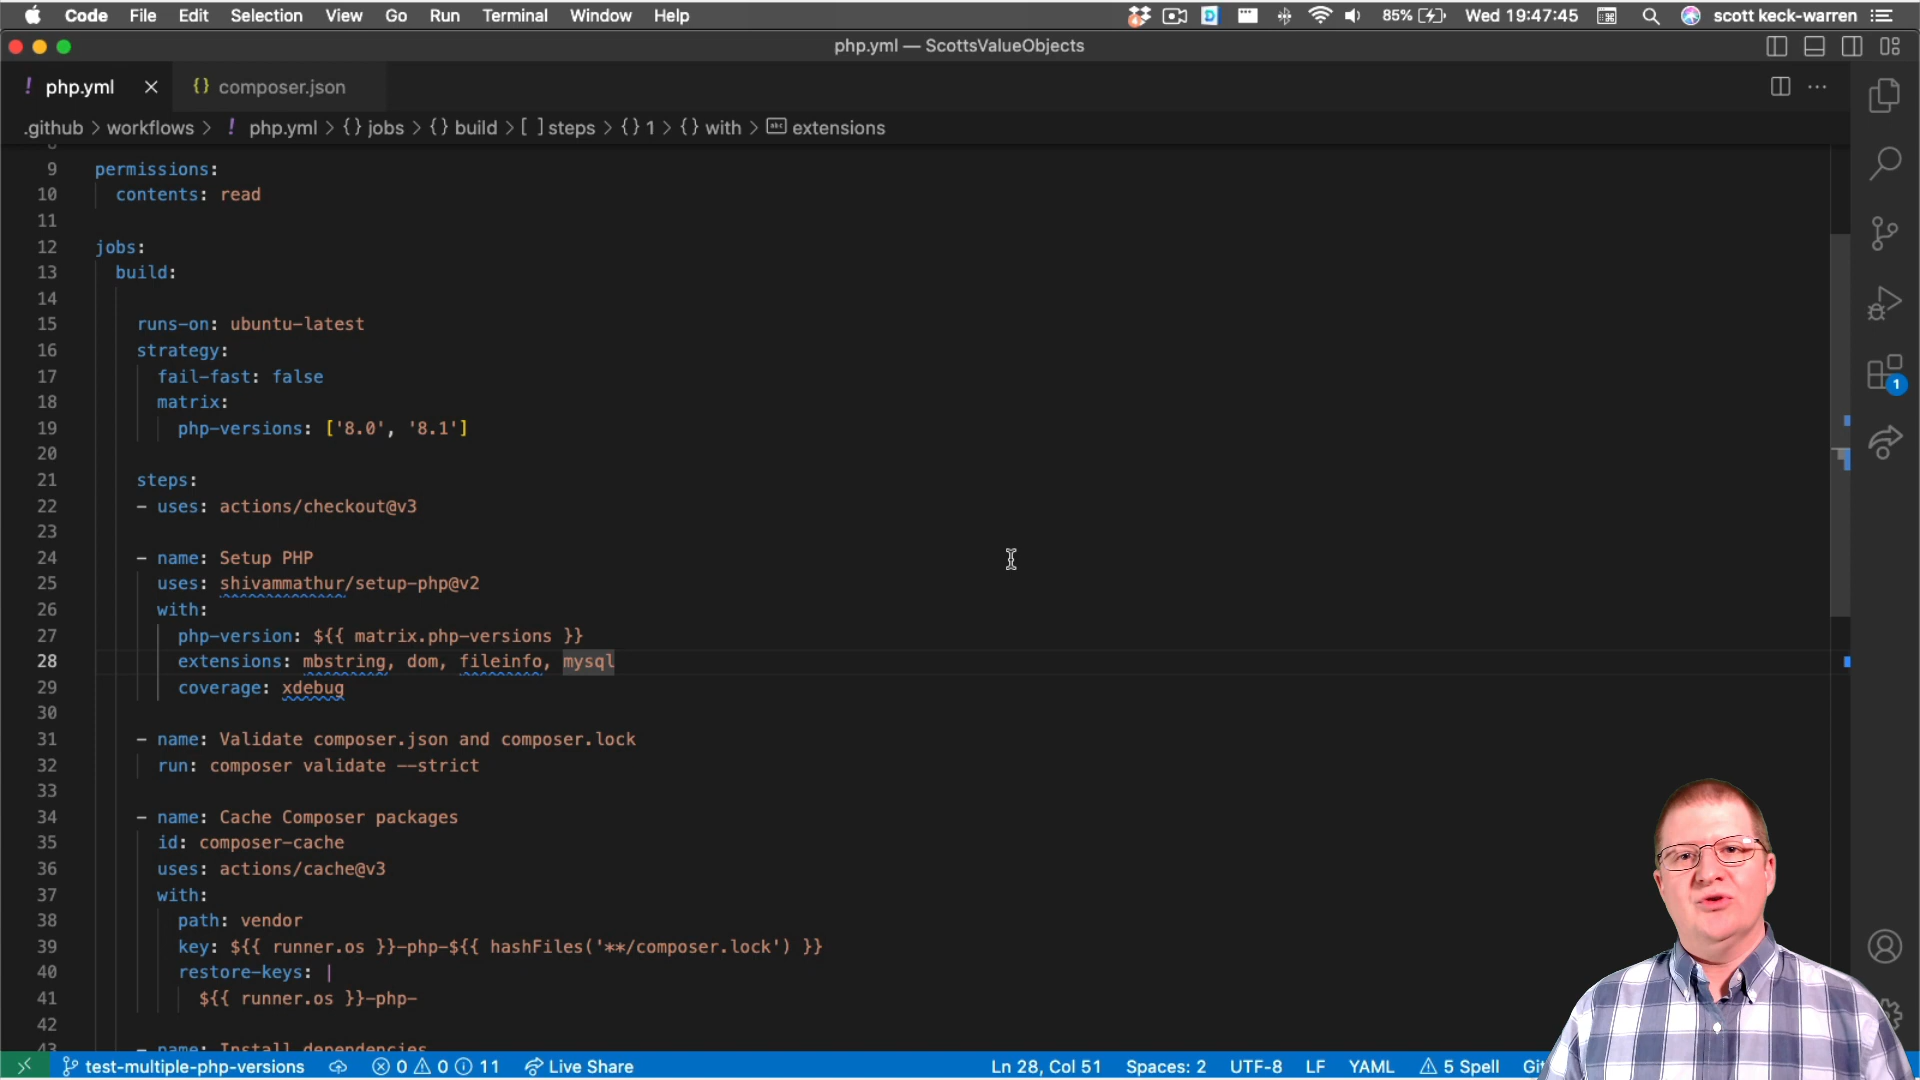 Code File Edit Selection View Go Run Terminal Window Help 85% Wed 19:47:45 scott keck-warren
php.yml — ScottsValueObjects
! php.yml {} composer.json
.github > workflows > ! php.yml > {} jobs > {} build > [ ] steps > {} 1 > {} with > abc extensions
9 permissions:
10 contents: read
11
12 jobs:
13 build:
14
15 runs-on: ubuntu-latest
16 strategy:
17 fail-fast: false
18 matrix:
19 php-versions: ['8.0', '8.1']
20
21 steps:
22 - uses: actions/checkout@v3
23
24 - name: Setup PHP
25 uses: shivammathur/setup-php@v2
26 with:
27 php-version: ${{ matrix.php-versions }}
28 extensions: mbstring, dom, fileinfo, mysql
29 coverage: xdebug
30
31 - name: Validate composer.json and composer.lock
32 run: composer validate --strict
33
34 - name: Cache Composer packages
35 id: composer-cache
36 uses: actions/cache@v3
37 with:
38 path: vendor
39 key: ${{ runner.os }}-php-${{ hashFiles('**/composer.lock') }}
40 restore-keys: |
41 ${{ runner.os }}-php-
42
43 - name: Install dependencies
1
test-multiple-php-versions 0 0 11 Live Share Ln 28, Col 51 Spaces: 2 UTF-8 LF YAML 5 Spell